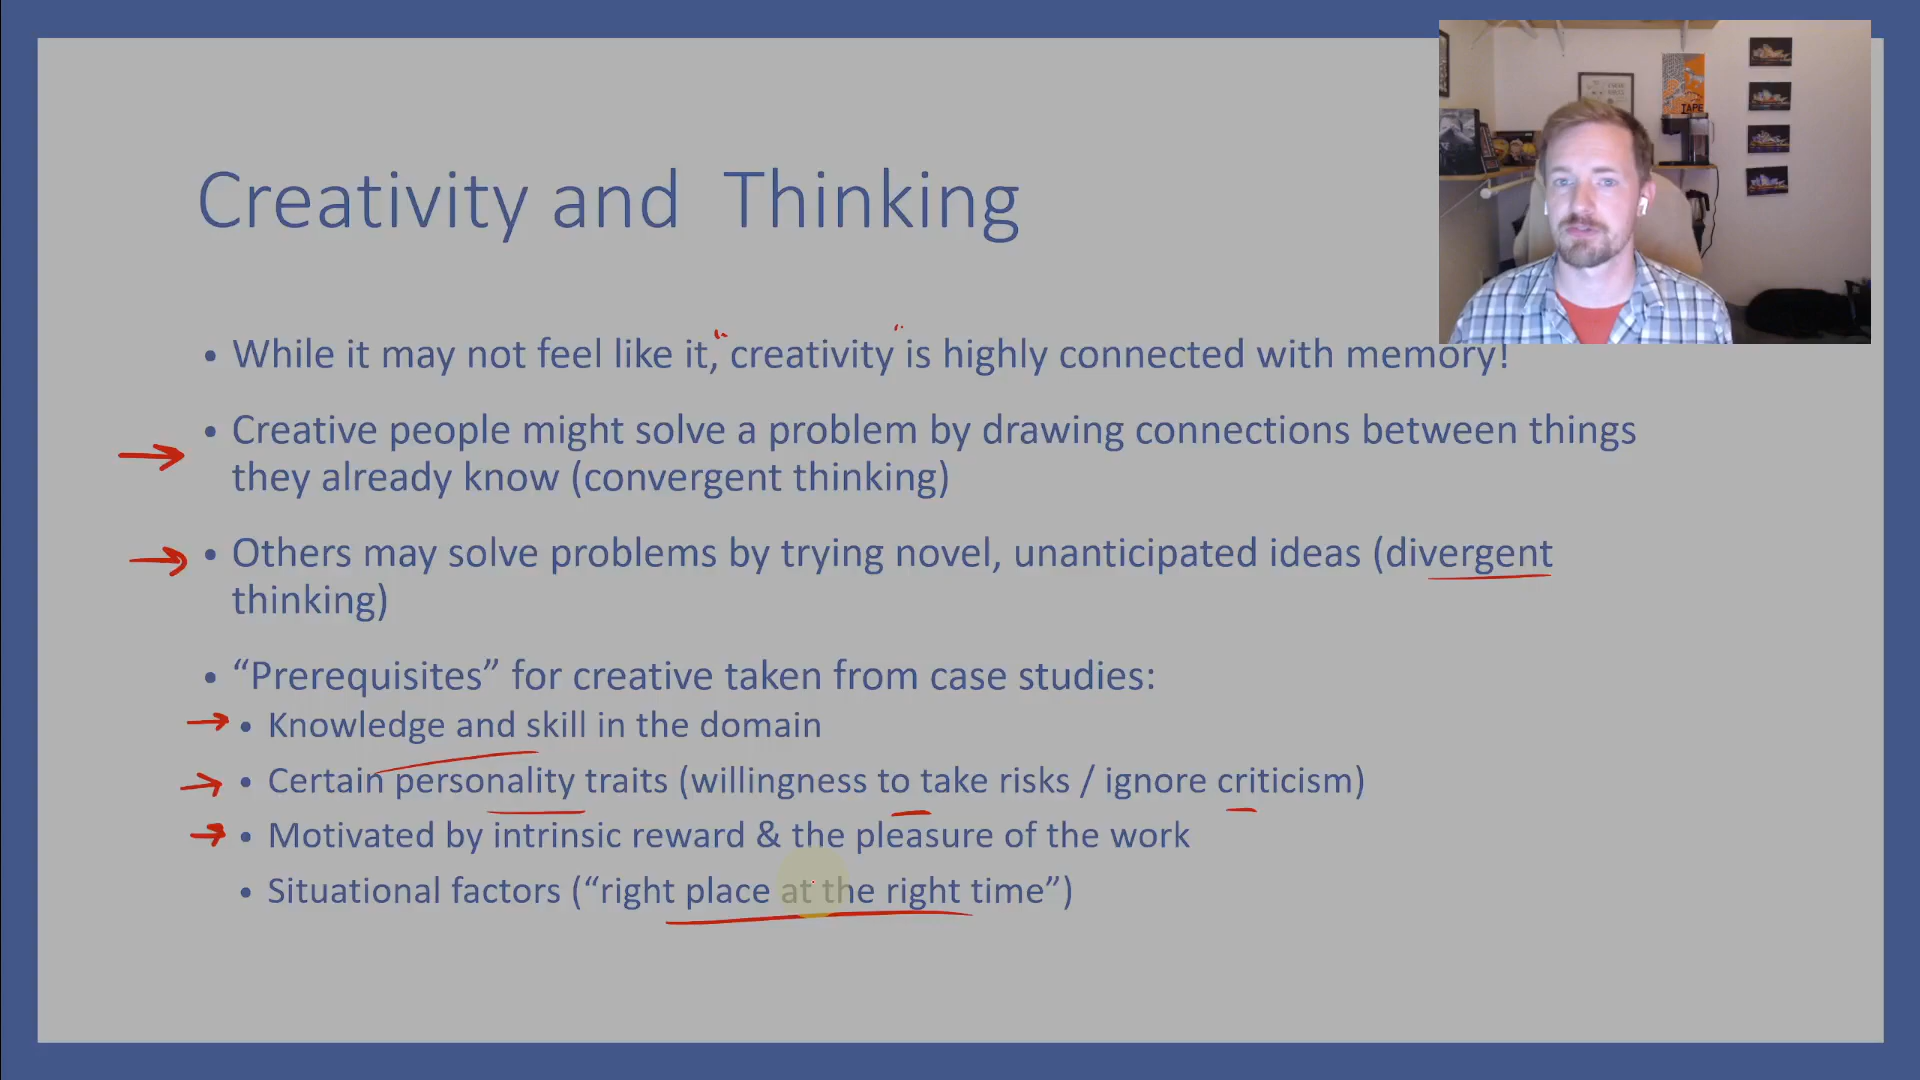 Creativity and Thinking
TAPE
• While it may not feel like it, “creativity” is highly connected with memory!
• Creative people might solve a problem by drawing connections between things
they already know (convergent thinking)
• Others may solve problems by trying novel, unanticipated ideas (divergent
thinking)
• “Prerequisites” for creative taken from case studies:
• Knowledge and skill in the domain
• Certain personality traits (willingness to take risks / ignore criticism)
• Motivated by intrinsic reward & the pleasure of the work
• Situational factors (“right place at the right time”)